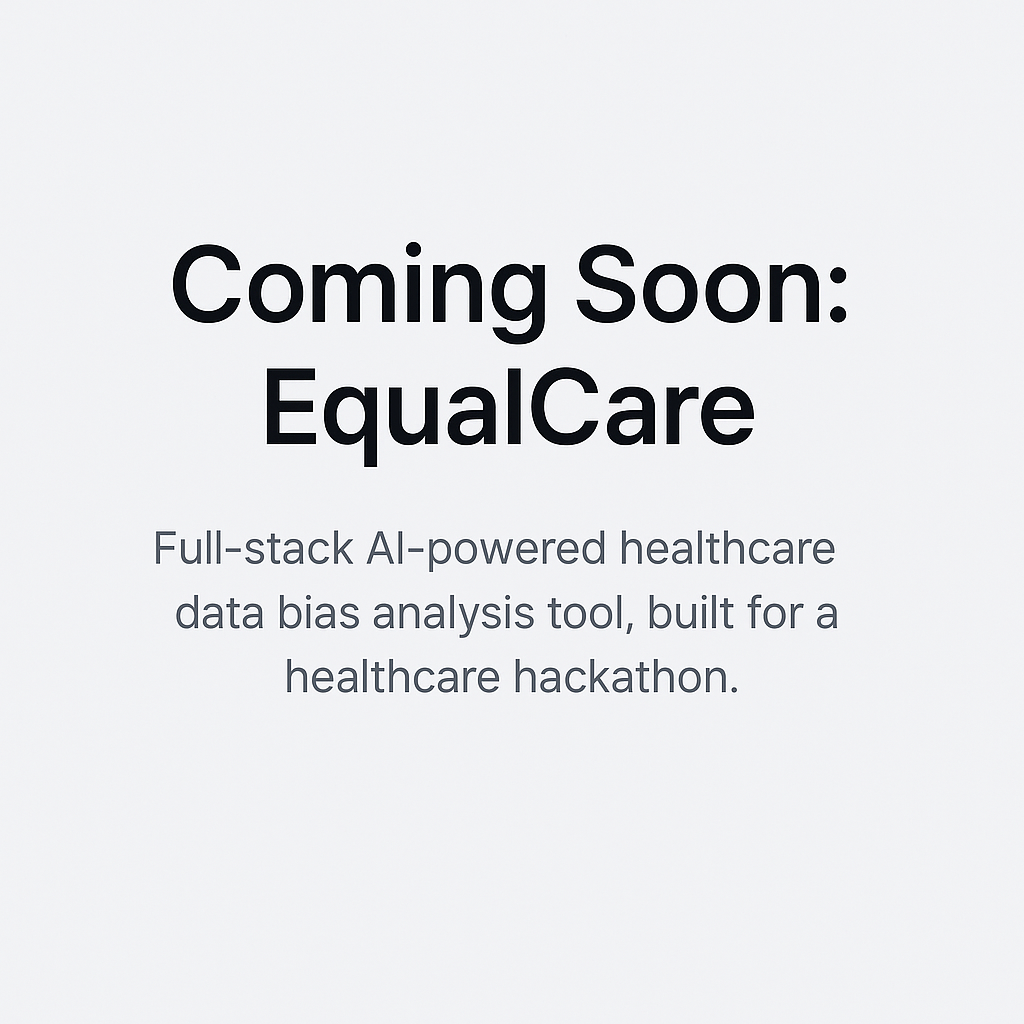 Coming Soon:
EqualCare
Full-stack AI-powered healthcare
data bias analysis tool, built for a
healthcare hackathon.